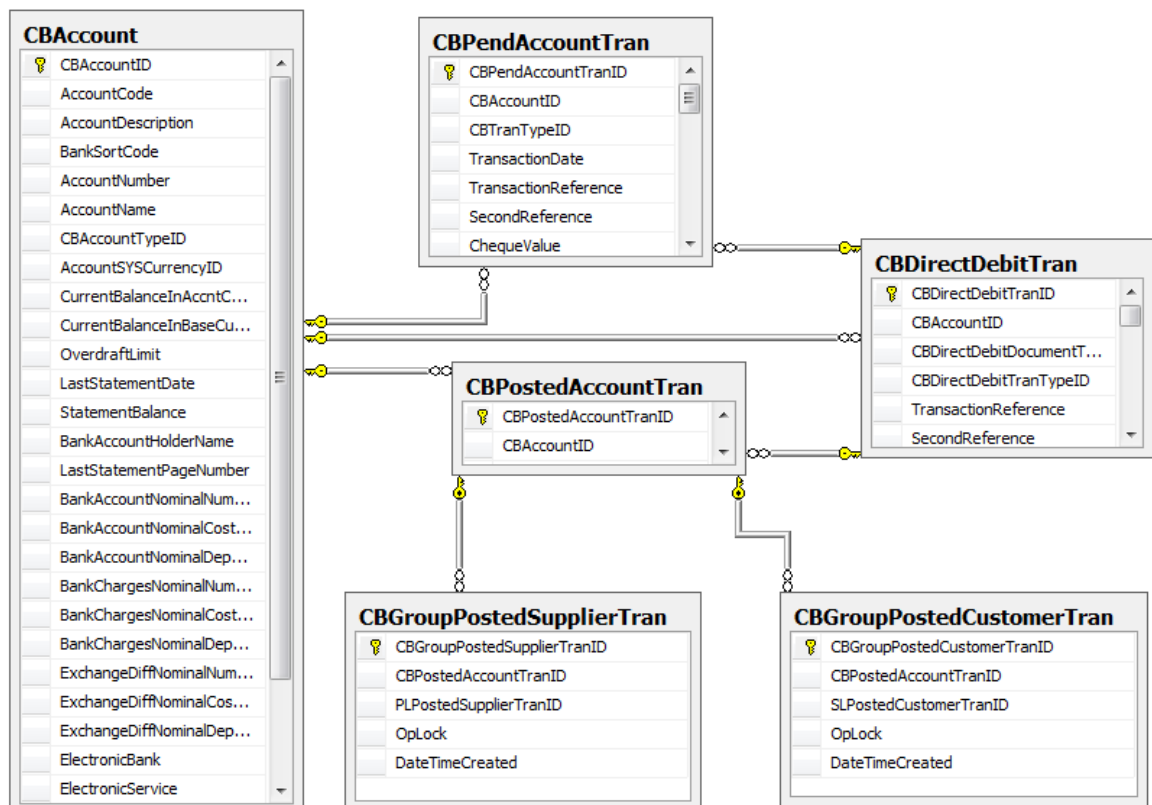 CBAccount
CBAccountID
AccountCode
AccountDescription
BankSortCode
AccountNumber
AccountName
CBAccountTypeID
AccountSYSCurrencyID
CurrentBalanceInAccntC...
CurrentBalanceInBaseCu...
OverdraftLimit
LastStatementDate
StatementBalance
BankAccountHolderName
LastStatementPageNumber
BankAccountNominalNum...
BankAccountNominalCost...
BankAccountNominalDep...
BankChargesNominalNum...
BankChargesNominalCost...
BankChargesNominalDep...
ExchangeDiffNominalNum...
ExchangeDiffNominalCos...
ExchangeDiffNominalDep...
ElectronicBank
ElectronicService
CBPendAccountTran
CBPendAccountTranID
CBAccountID
CBTranTypeID
TransactionDate
TransactionReference
SecondReference
ChequeValue
CBDirectDebitTran
CBDirectDebitTranID
CBAccountID
CBDirectDebitDocumentT...
CBDirectDebitTranTypeID
TransactionReference
SecondReference
CBPostedAccountTran
CBPostedAccountTranID
CBAccountID
CBGroupPostedSupplierTran
CBGroupPostedSupplierTranID
CBPostedAccountTranID
PLPostedSupplierTranID
OpLock
DateTimeCreated
CBGroupPostedCustomerTran
CBGroupPostedCustomerTranID
CBPostedAccountTranID
SLPostedCustomerTranID
OpLock
DateTimeCreated